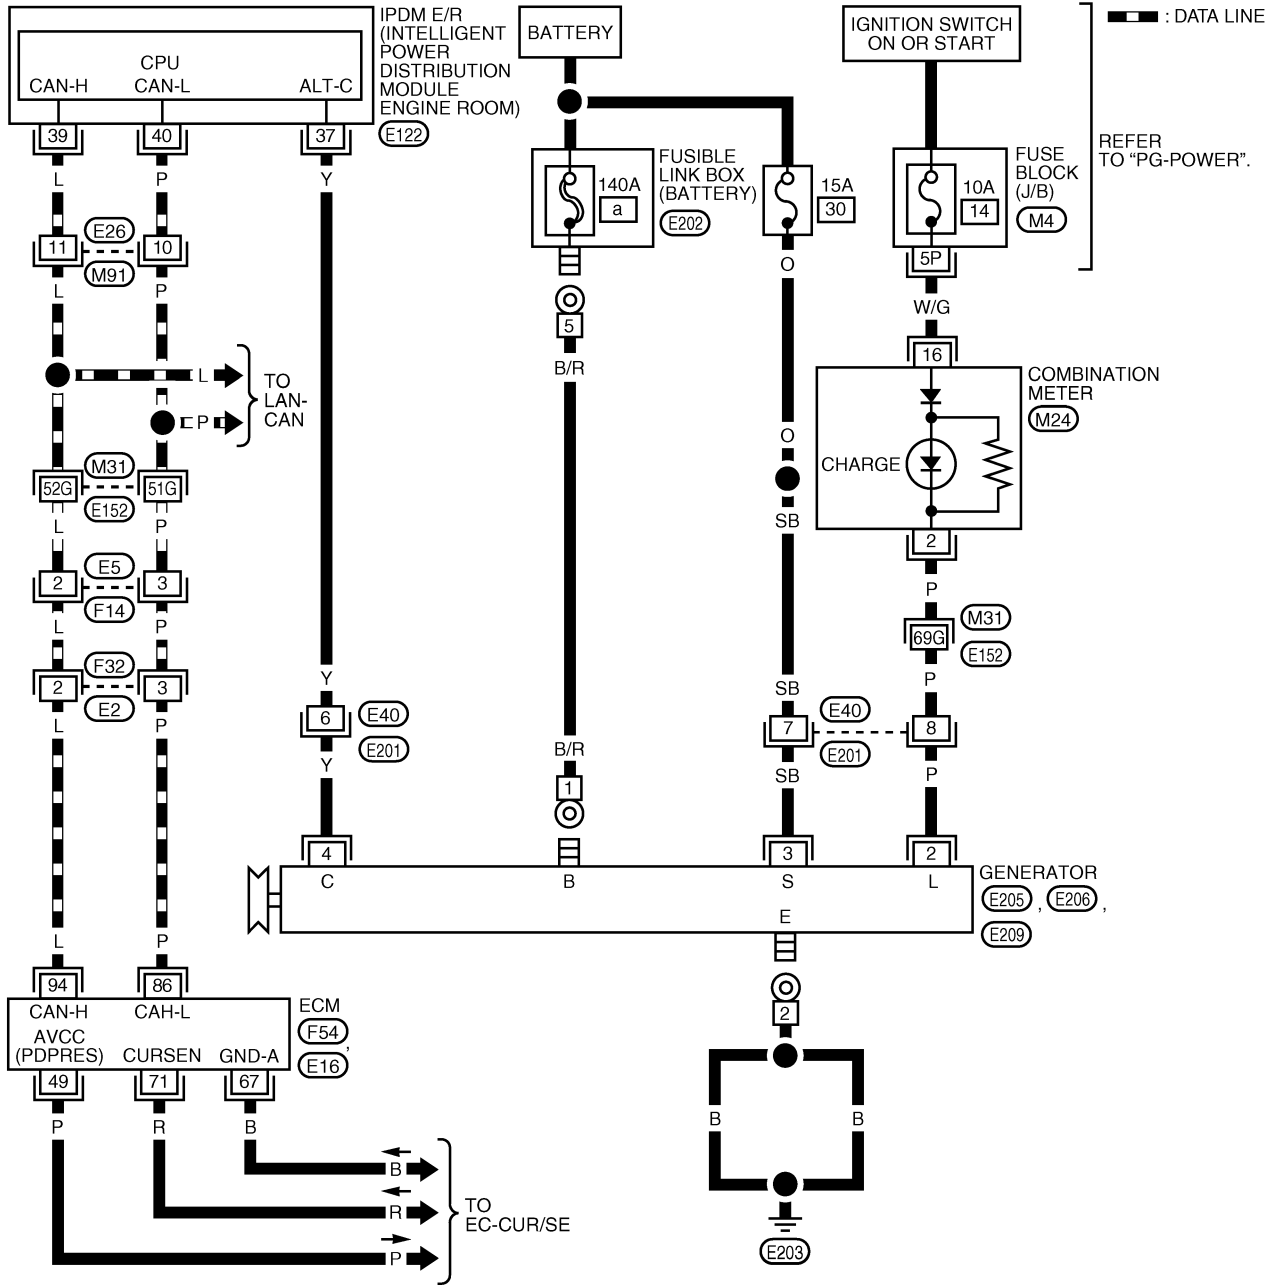 IPDM E/R
(INTELLIGENT
POWER
DISTRIBUTION
MODULE
ENGINE ROOM)
E122
CPU
CAN-H
CAN-L
ALT-C
39
40
37
BATTERY
IGNITION SWITCH
ON OR START
: DATA LINE
REFER
TO “PG-POWER”.
FUSIBLE
LINK BOX
(BATTERY)
E202
140A
a
15A
30
FUSE
BLOCK
(J/B)
M4
10A
14
5P
L
P
Y
E26
11
10
M91
L
P
O
W/G
5
B/R
16
COMBINATION
METER
M24
CHARGE
2
L
P
TO
LAN-
CAN
O
SB
M31
52G
51G
E152
L
P
E5
2
3
F14
L
P
F32
2
3
E2
L
P
P
M31
69G
E152
P
Y
6
E40
E201
Y
B/R
1
SB
7
E40
E201
SB
8
P
4
3
2
C
B
S
L
E
GENERATOR
E205 , E206 ,
E209
L
P
94
86
CAN-H
CAH-L
AVCC
(PDPRES)
CURSEN
GND-A
ECM
F54 ,
E16
49
71
67
P
R
B
B
R
P
TO
EC-CUR/SE
2
B
B
E203